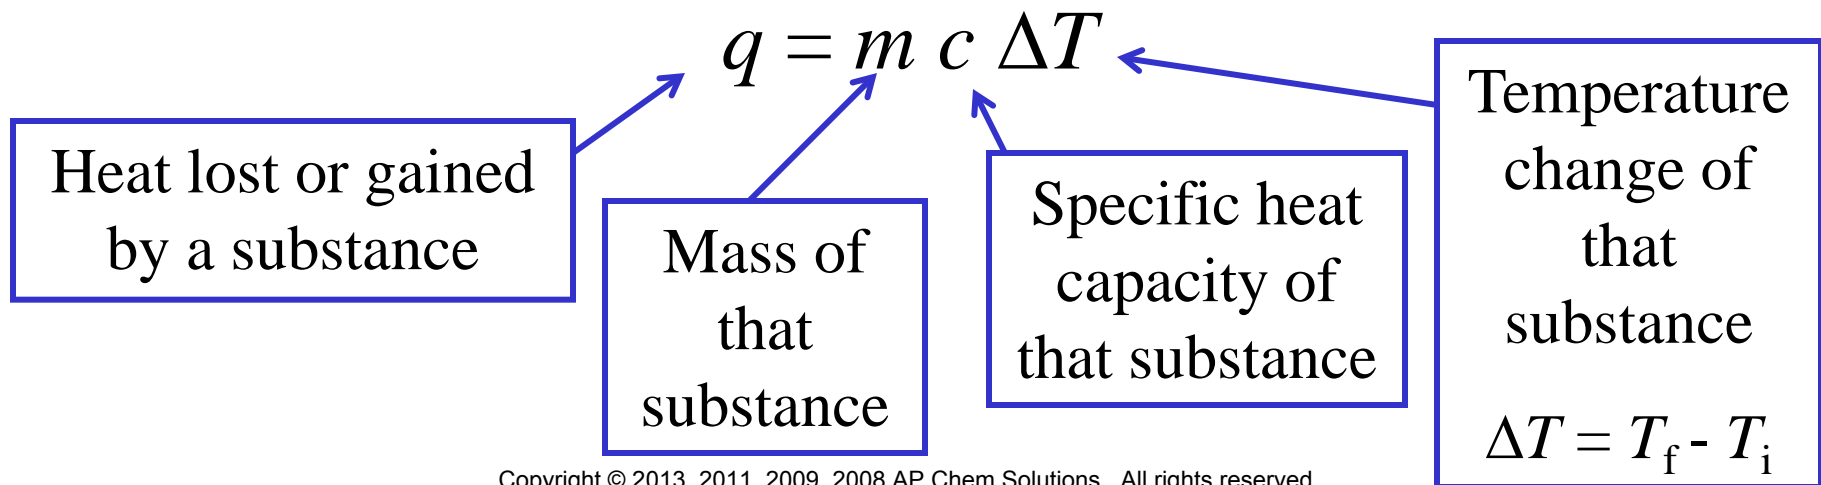 q = m c ΔT
Heat lost or gained
by a substance
Mass of
that
substance
Specific heat
capacity of
that substance
Temperature
change of
that
substance
ΔT = Tf - Ti
Copyright © 2013, 2011, 2009, 2008 AP Chem Solutions. All rights reserved.